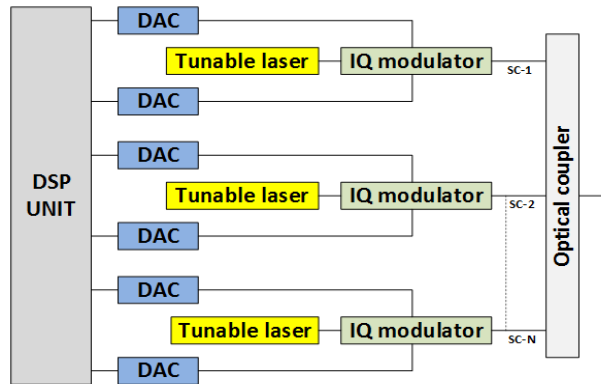 DAC
Tunable laser IQ modulator
SC-1
DAC
DAC
DSP
UNIT
Tunable laser IQ modulator
SC-2
Optical coupler
DAC
DAC
Tunable laser IQ modulator
SC-N
DAC